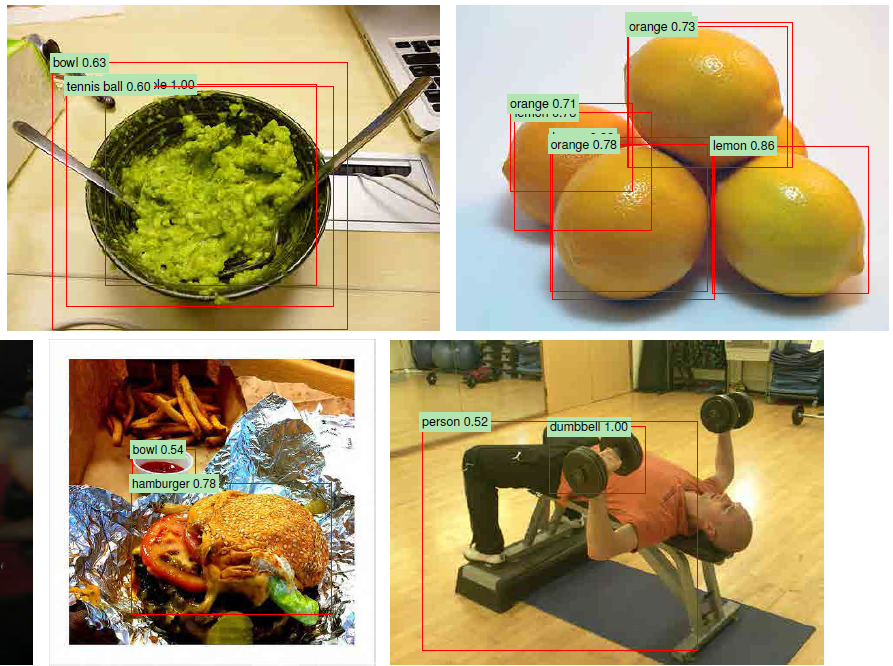 bowl 0.63
tennis ball 0.60
1.00
orange 0.73
orange 0.71
orange 0.78
lemon 0.86
bowl 0.54
hamburger 0.78
person 0.52
dumbbell 1.00